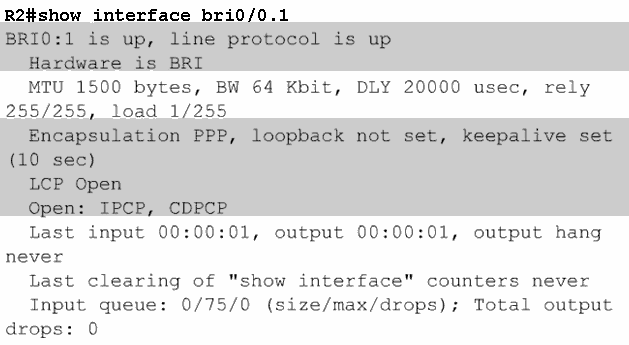 R2#show interface bri0/0.1
BRI0:1 is up, line protocol is up
Hardware is BRI
MTU 1500 bytes, BW 64 Kbit, DLY 20000 usec, rely
255/255, load 1/255
Encapsulation PPP, loopback not set, keepalive set
(10 sec)
LCP Open
Open: IPCP, CDPCP
Last input 00:00:01, output 00:00:01, output hang
never
Last clearing of "show interface" counters never
Input queue: 0/75/0 (size/max/drops); Total output
drops: 0